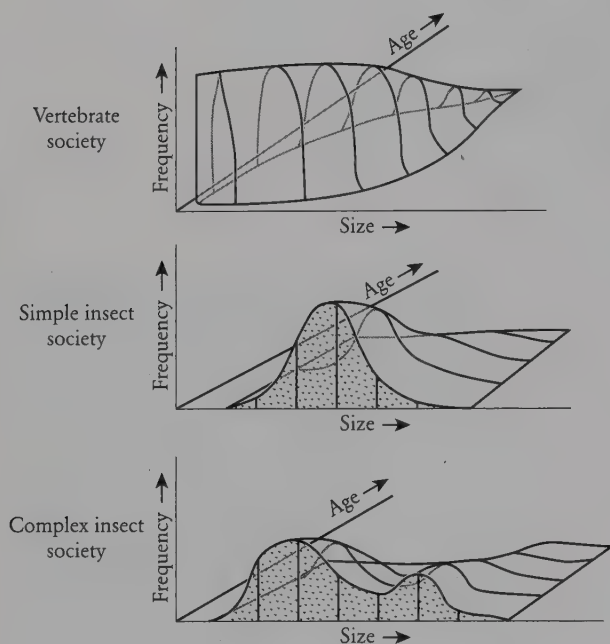 Age →
Vertebrate
society
Frequency →
Size →
Age →
Simple insect
society
Frequency →
Size →
Age →
Complex insect
society
Frequency →
Size →